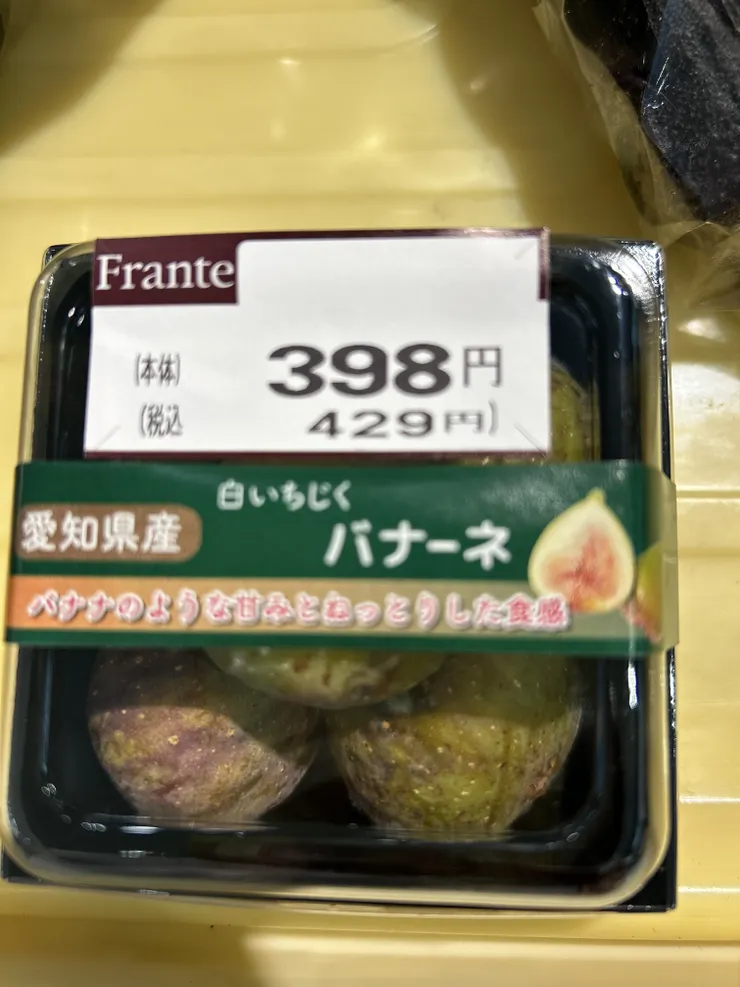 Frante
(本体) 398円
(税込 429円)
白いちじく
愛知県産 バナーネ
バナナのような甘みとねっとりした食感